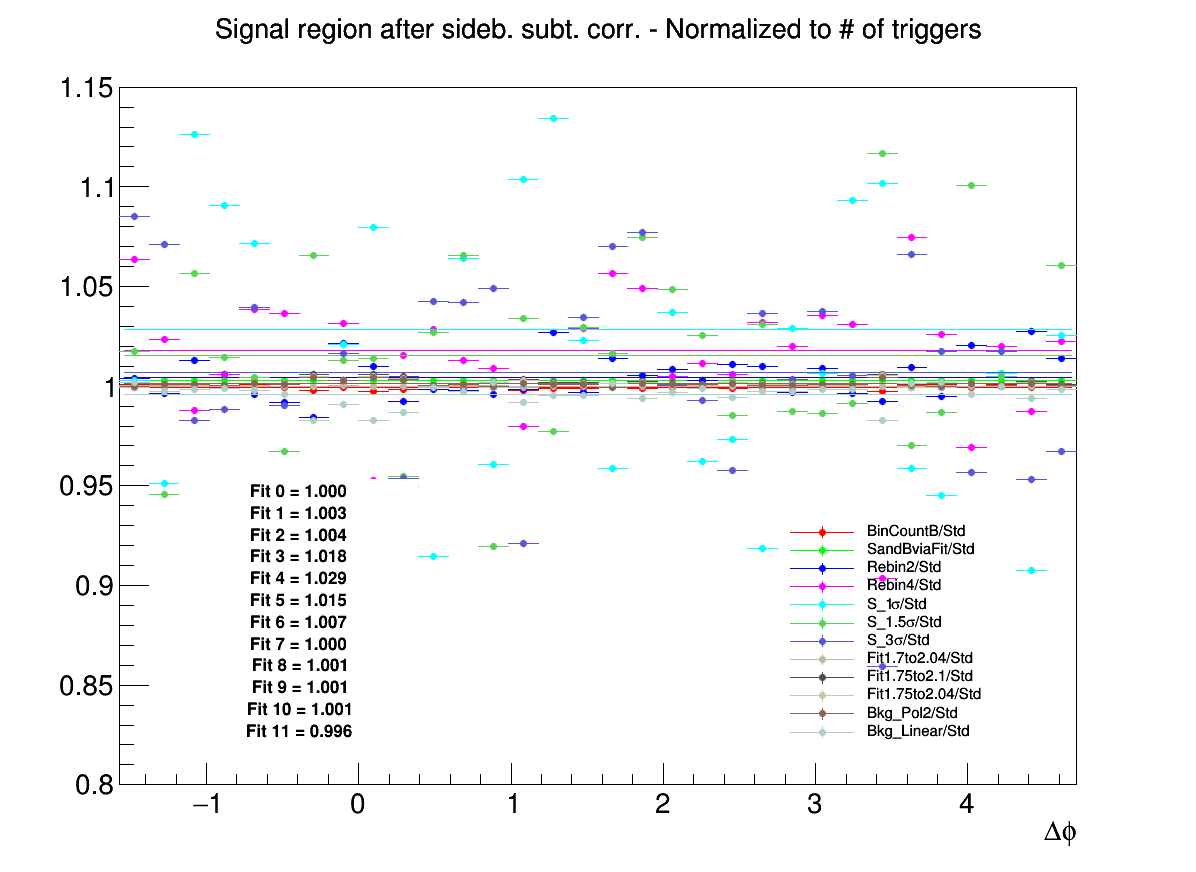 Signal region after sideb. subt. corr. - Normalized to # of triggers
1.15
1.1
1.05
1
0.95
0.9
0.85
0.8
Fit 0 = 1.000
Fit 1 = 1.003
Fit 2 = 1.004
Fit 3 = 1.018
Fit 4 = 1.029
Fit 5 = 1.015
Fit 6 = 1.007
Fit 7 = 1.000
Fit 8 = 1.001
Fit 9 = 1.001
Fit 10 = 1.001
Fit 11 = 0.996
BinCountB/Std
SandBviaFit/Std
Rebin2/Std
Rebin4/Std
S_1σ/Std
S_1.5σ/Std
S_3σ/Std
Fit1.7to2.04/Std
Fit1.75to2.1/Std
Fit1.75to2.04/Std
Bkg_Pol2/Std
Bkg_Linear/Std
−1 0 1 2 3 4
Δϕ